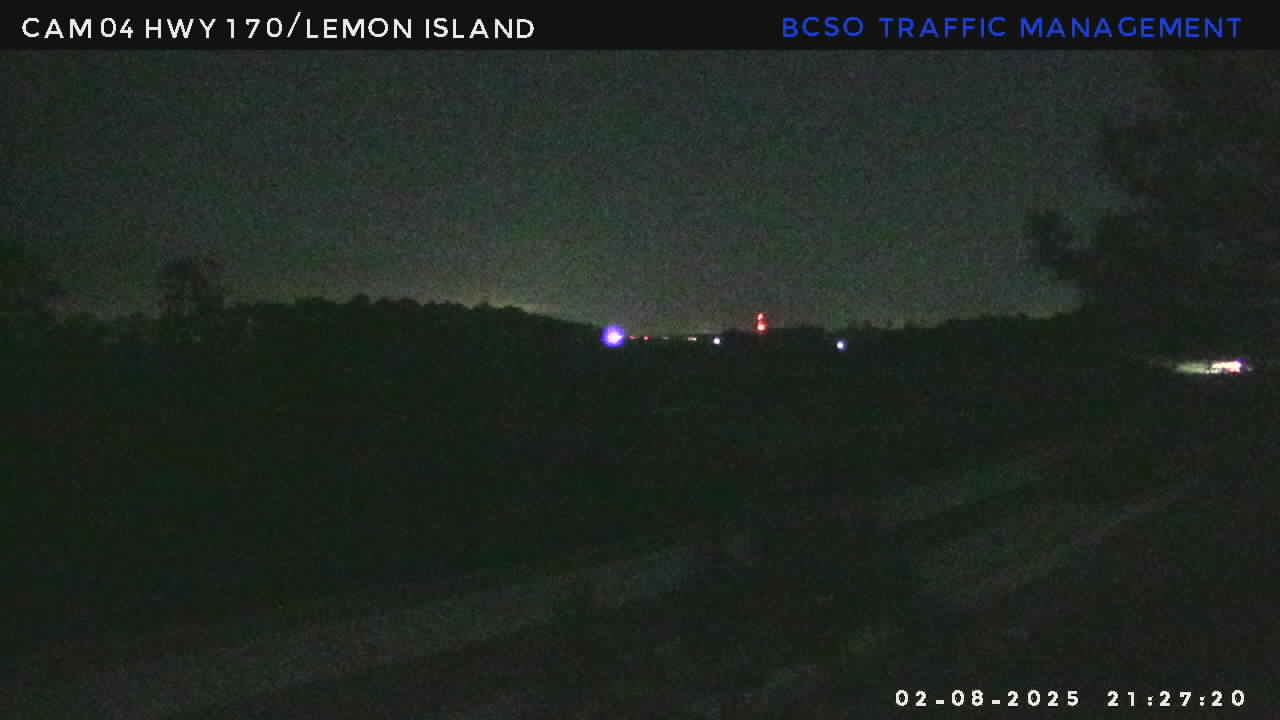 CAM04 HWY 170/LEMON ISLAND
BCSO TRAFFIC MANAGEMENT
02-08-2025 21:27:20